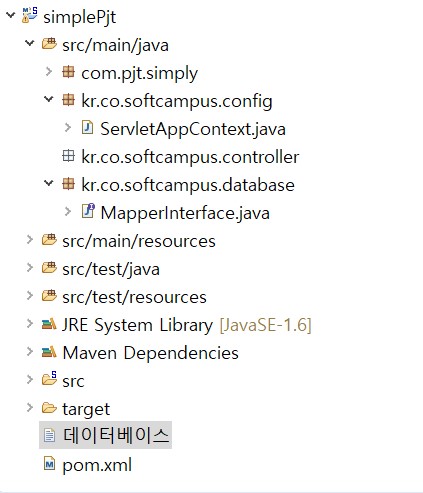 simplePjt
src/main/java
com.pjt.simply
kr.co.softcampus.config
ServletAppContext.java
kr.co.softcampus.controller
kr.co.softcampus.database
MapperInterface.java
src/main/resources
src/test/java
src/test/resources
JRE System Library [JavaSE-1.6]
Maven Dependencies
src
target
데이터베이스
pom.xml